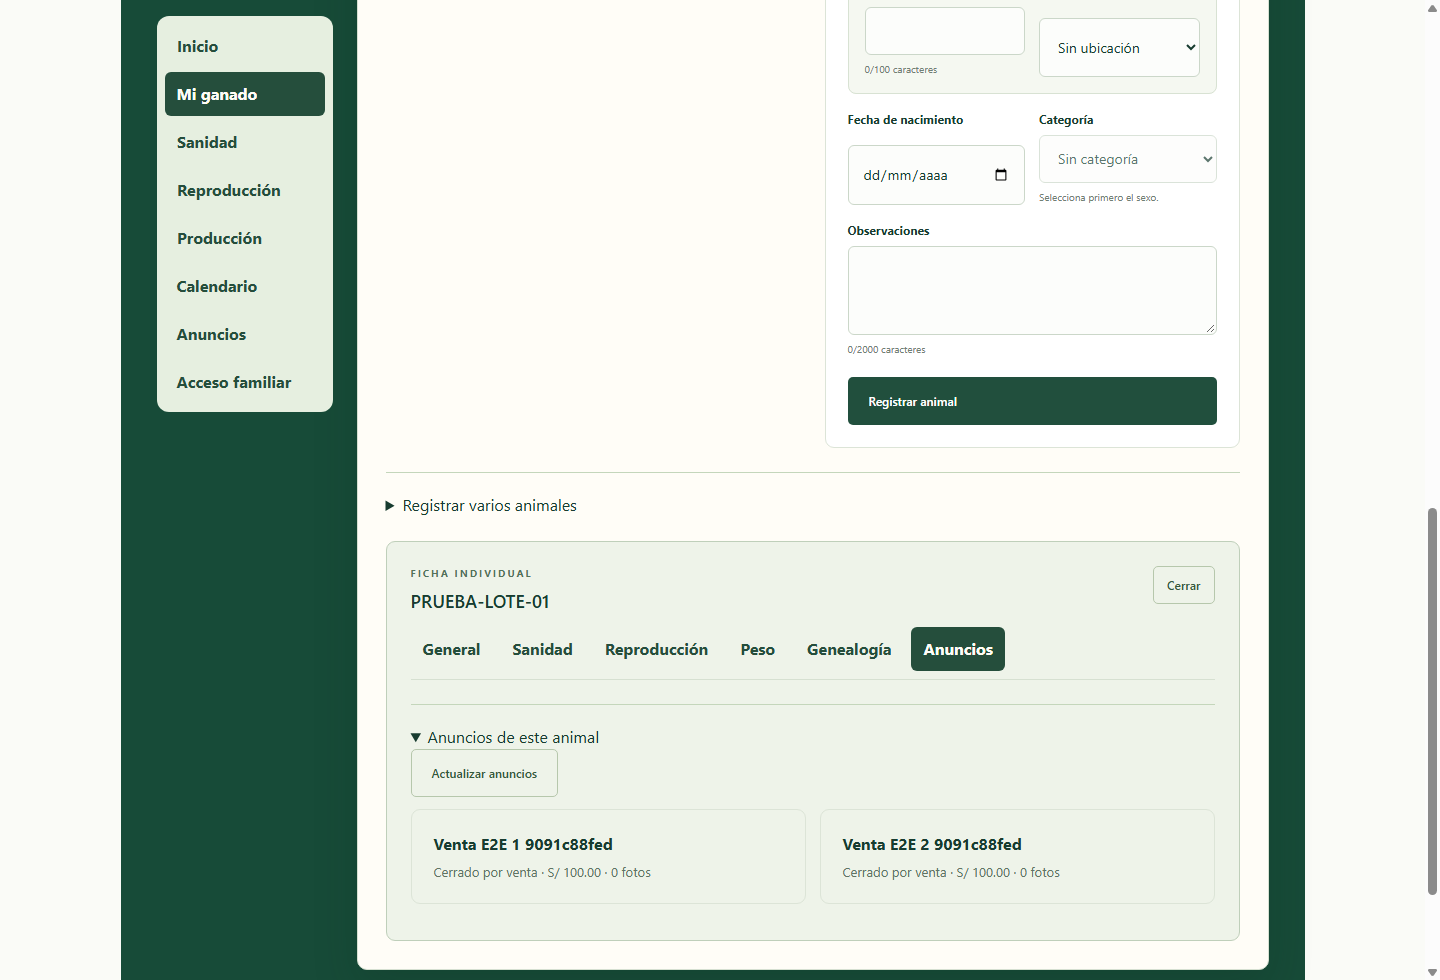 Inicio
Mi ganado
Sanidad
Reproducción
Producción
Calendario
Anuncios
Acceso familiar
0/100 caracteres
Sin ubicación
Fecha de nacimiento
Categoría
dd/mm/aaaa
Sin categoría
Selecciona primero el sexo.
Observaciones
0/2000 caracteres
Registrar animal
Registrar varios animales
FICHA INDIVIDUAL
PRUEBA-LOTE-01
Cerrar
General Sanidad Reproducción Peso Genealogía Anuncios
Anuncios de este animal
Actualizar anuncios
Venta E2E 1 9091c88fed
Cerrado por venta · S/ 100.00 · 0 fotos
Venta E2E 2 9091c88fed
Cerrado por venta · S/ 100.00 · 0 fotos